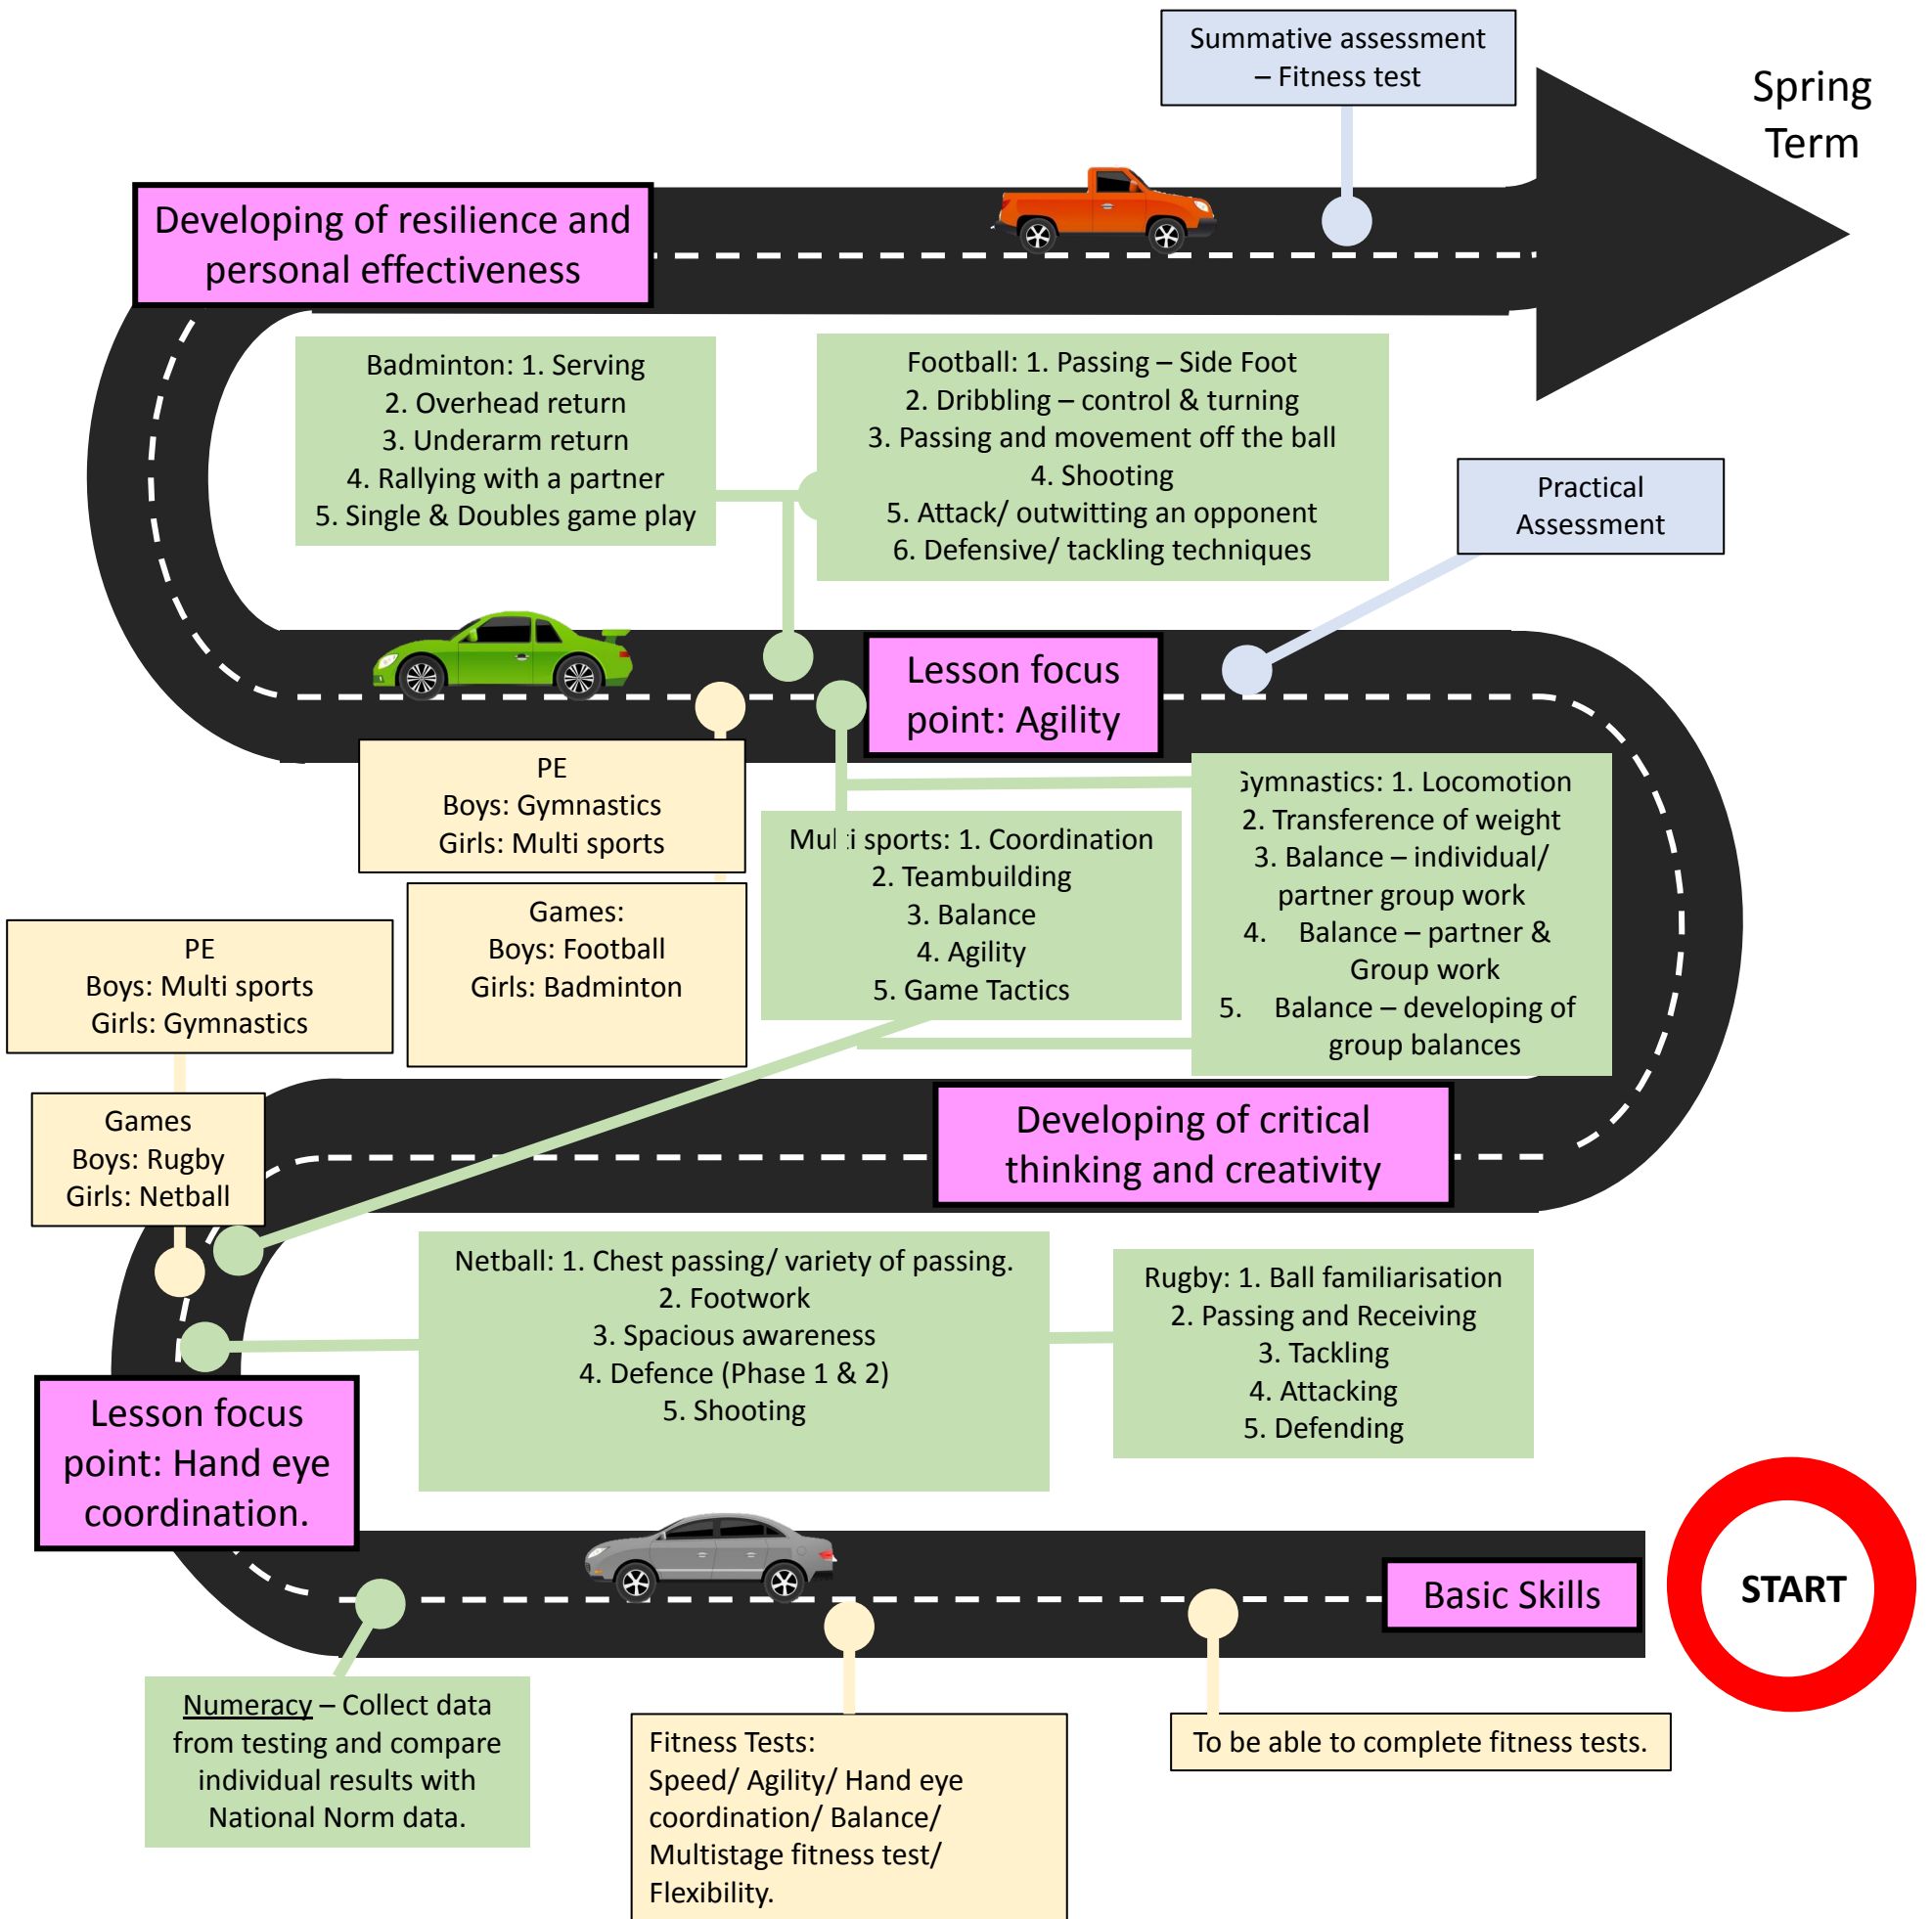 Summative assessment
– Fitness test
Spring
Term
Developing of resilience and
personal effectiveness
Badminton: 1. Serving
2. Overhead return
3. Underarm return
4. Rallying with a partner
5. Single & Doubles game play
Football: 1. Passing – Side Foot
2. Dribbling – control & turning
3. Passing and movement off the ball
4. Shooting
5. Attack/ outwitting an opponent
6. Defensive/ tackling techniques
Practical
Assessment
Lesson focus
point: Agility
PE
Boys: Gymnastics
Girls: Multi sports
Games:
Boys: Football
Girls: Badminton
Multi sports: 1. Coordination
2. Teambuilding
3. Balance
4. Agility
5. Game Tactics
Gymnastics: 1. Locomotion
2. Transference of weight
3. Balance – individual/
partner group work
4. Balance – partner &
Group work
5. Balance – developing of
group balances
PE
Boys: Multi sports
Girls: Gymnastics
Games
Boys: Rugby
Girls: Netball
Developing of critical
thinking and creativity
Netball: 1. Chest passing/ variety of passing.
2. Footwork
3. Spacious awareness
4. Defence (Phase 1 & 2)
5. Shooting
Rugby: 1. Ball familiarisation
2. Passing and Receiving
3. Tackling
4. Attacking
5. Defending
Lesson focus
point: Hand eye
coordination.
Basic Skills
START
Numeracy – Collect data
from testing and compare
individual results with
National Norm data.
Fitness Tests:
Speed/ Agility/ Hand eye
coordination/ Balance/
Multistage fitness test/
Flexibility.
To be able to complete fitness tests.